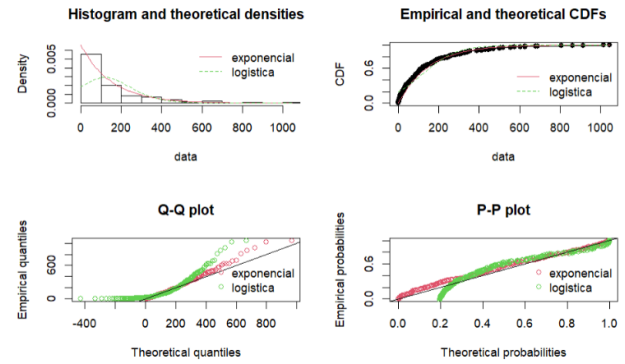 Histogram and theoretical densities
Density
0.000
0.005
exponencial
logistica
0
200
400
600
800
1000
data
Empirical and theoretical CDFs
CDF
0.0
0.6
exponencial
logistica
0
200
400
600
800
1000
data
Q-Q plot
Empirical quantiles
0
600
exponencial
logistica
-400
-200
0
200
400
600
800
Theoretical quantiles
P-P plot
Empirical probabilities
0.0
0.6
exponencial
logistica
0.0
0.2
0.4
0.6
0.8
1.0
Theoretical probabilities